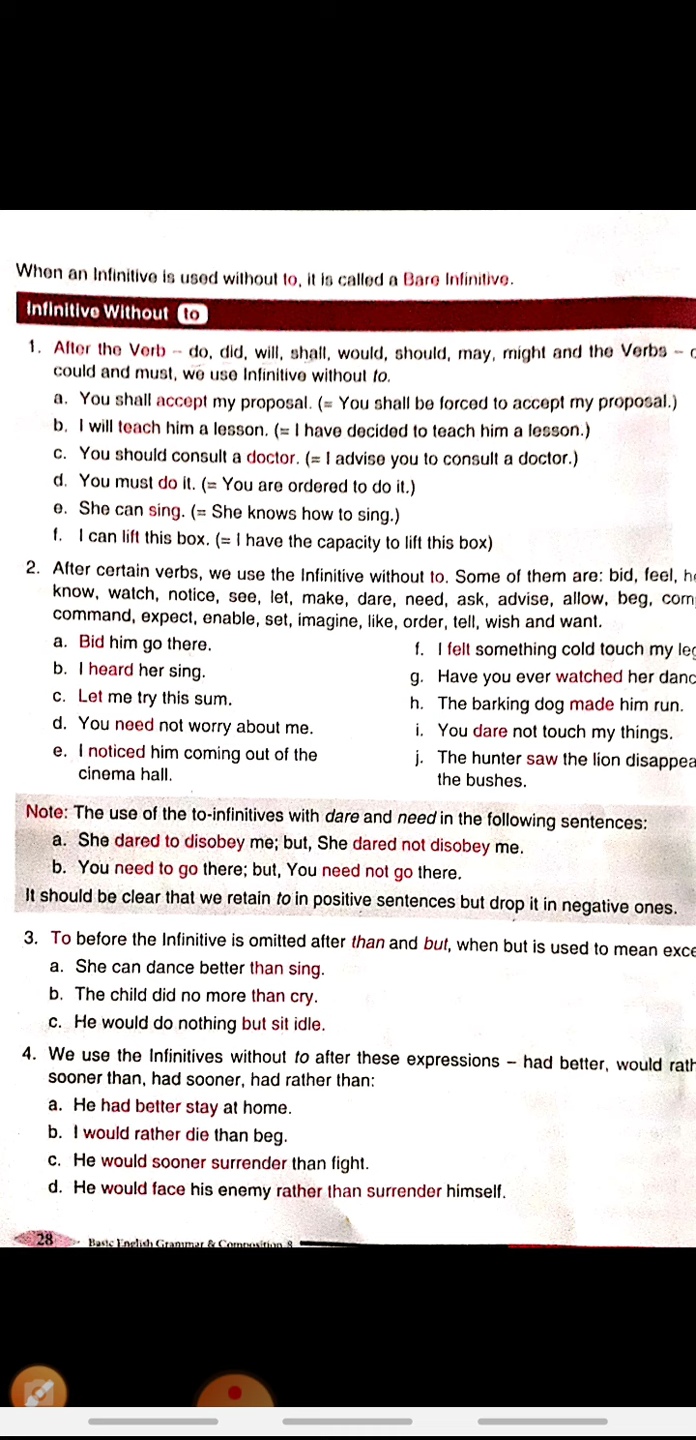 When an Infinitive is used without to, it is called a Bare Infinitive.
Infinitive Without to
1. After the Verb – do, did, will, shall, would, should, may, might and the Verbs –
could and must, we use Infinitive without to.
a. You shall accept my proposal. (= You shall be forced to accept my proposal.)
b. I will teach him a lesson. (= I have decided to teach him a lesson.)
c. You should consult a doctor. (= I advise you to consult a doctor.)
d. You must do it. (= You are ordered to do it.)
e. She can sing. (= She knows how to sing.)
f. I can lift this box. (= I have the capacity to lift this box)
2. After certain verbs, we use the Infinitive without to. Some of them are: bid, feel,
know, watch, notice, see, let, make, dare, need, ask, advise, allow, beg,
command, expect, enable, set, imagine, like, order, tell, wish and want.
a. Bid him go there.
b. I heard her sing.
c. Let me try this sum.
d. You need not worry about me.
e. I noticed him coming out of the
cinema hall.
f. I felt something cold touch my
g. Have you ever watched her
h. The barking dog made him run.
i. You dare not touch my things.
j. The hunter saw the lion
the bushes.
Note: The use of the to-infinitives with dare and need in the following sentences:
a. She dared to disobey me; but, She dared not disobey me.
b. You need to go there; but, You need not go there.
It should be clear that we retain to in positive sentences but drop it in negative ones.
3. To before the Infinitive is omitted after than and but, when but is used to mean
a. She can dance better than sing.
b. The child did no more than cry.
c. He would do nothing but sit idle.
4. We use the Infinitives without to after these expressions – had better, would
sooner than, had sooner, had rather than:
a. He had better stay at home.
b. I would rather die than beg.
c. He would sooner surrender than fight.
d. He would face his enemy rather than surrender himself.
28 Basic English Grammar & Composition 8